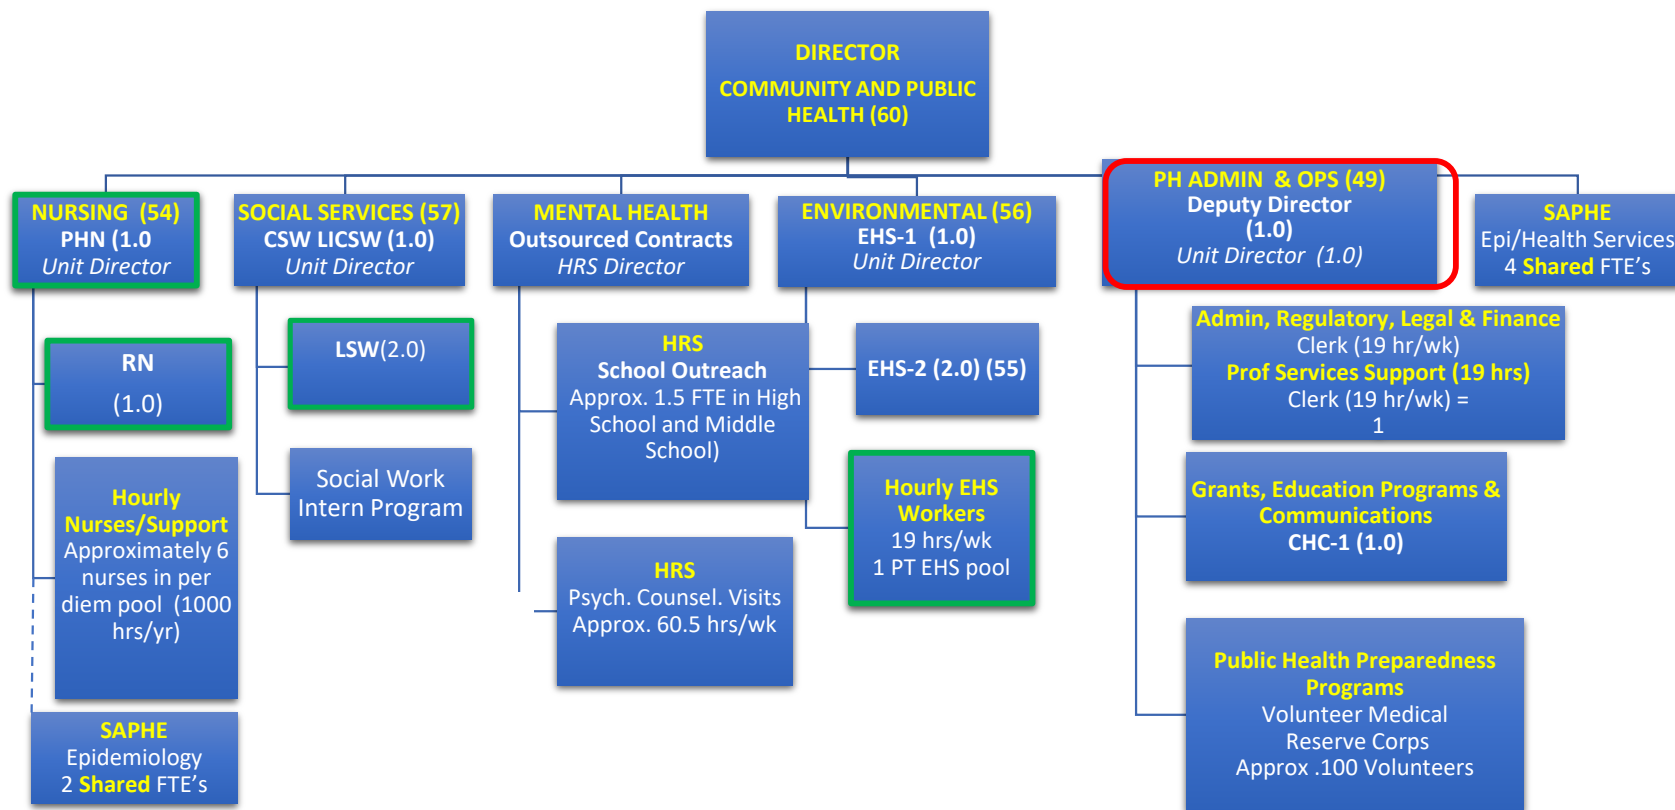 DIRECTOR
COMMUNITY AND PUBLIC
HEALTH (60)
NURSING (54)
PHN (1.0
Unit Director
SOCIAL SERVICES (57)
CSW LICSW (1.0)
Unit Director
MENTAL HEALTH
Outsourced Contracts
HRS Director
ENVIRONMENTAL (56)
EHS-1 (1.0)
Unit Director
PH ADMIN & OPS (49)
Deputy Director
(1.0)
Unit Director (1.0)
SAPHE
Epi/Health Services
4 Shared FTE's
RN
(1.0)
Hourly
Nurses/Support
Approximately 6
nurses in per
diem pool (1000
hrs/yr)
SAPHE
Epidemiology
2 Shared FTE's
LSW(2.0)
Social Work
Intern Program
HRS
School Outreach
Approx. 1.5 FTE in High
School and Middle
School)
HRS
Psych. Counsel. Visits
Approx. 60.5 hrs/wk
EHS-2 (2.0) (55)
Hourly EHS
Workers
19 hrs/wk
1 PT EHS pool
Admin, Regulatory, Legal & Finance
Clerk (19 hr/wk)
Prof Services Support (19 hrs)
Clerk (19 hr/wk) =
1
Grants, Education Programs &
Communications
CHC-1 (1.0)
Public Health Preparedness
Programs
Volunteer Medical
Reserve Corps
Approx .100 Volunteers